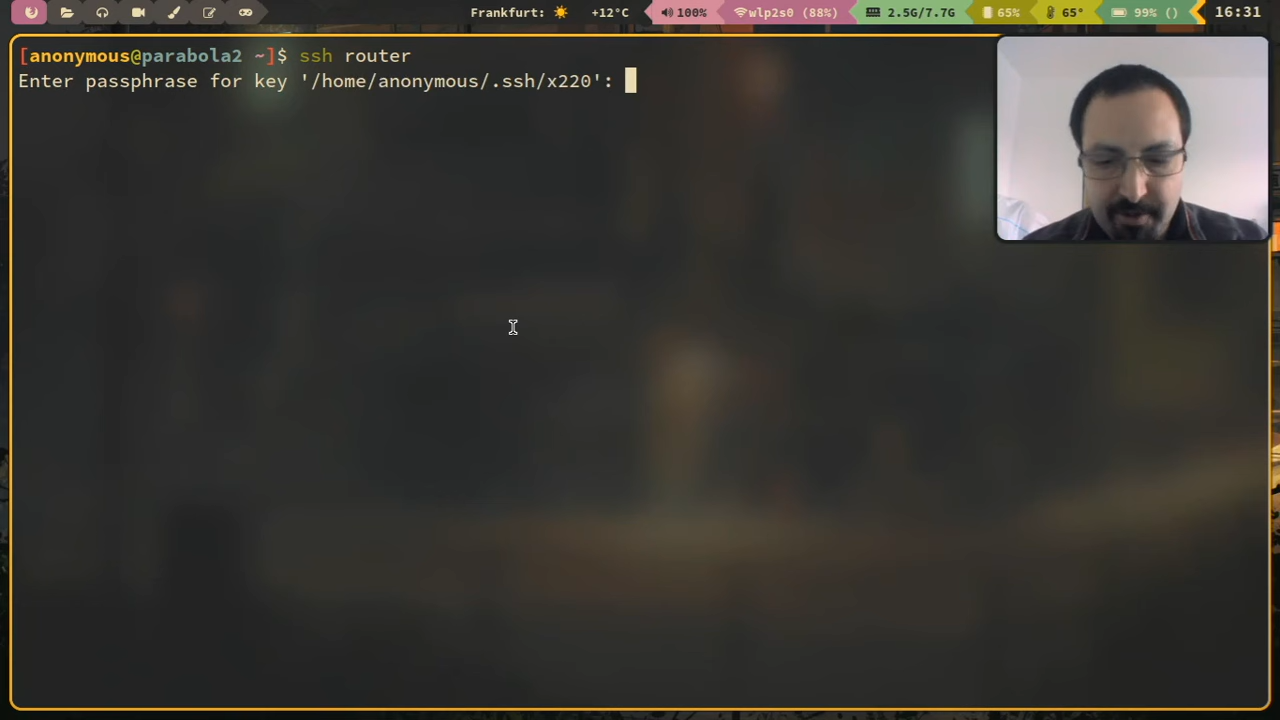 Frankfurt: +12°C 100% wlp2s0 (88%) 2.5G/7.7G 65% 65° 99% () 16:31
[anonymous@parabola2 ~]$ ssh router
Enter passphrase for key '/home/anonymous/.ssh/x220':